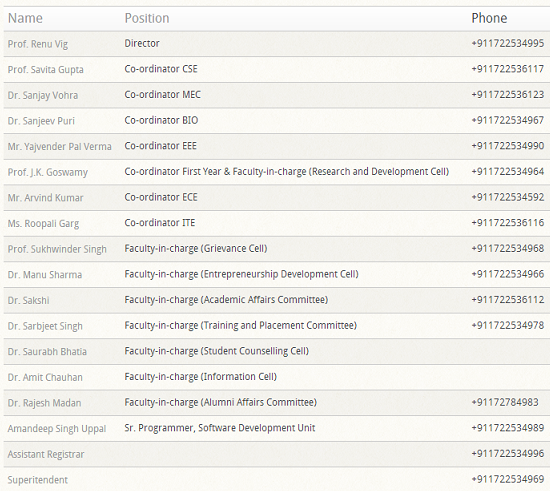 Name Position Phone
Prof. Renu Vig Director +911722534995
Prof. Savita Gupta Co-ordinator CSE +911722536117
Dr. Sanjay Vohra Co-ordinator MEC +911722536123
Dr. Sanjeev Puri Co-ordinator BIO +911722534967
Mr. Yajvender Pal Verma Co-ordinator EEE +911722534990
Prof. J.K. Goswamy Co-ordinator First Year & Faculty-in-charge (Research and Development Cell) +911722534964
Mr. Arvind Kumar Co-ordinator ECE +911722534592
Ms. Roopali Garg Co-ordinator ITE +911722536116
Prof. Sukhwinder Singh Faculty-in-charge (Grievance Cell) +911722534968
Dr. Manu Sharma Faculty-in-charge (Entrepreneurship Development Cell) +911722534966
Dr. Sakshi Faculty-in-charge (Academic Affairs Committee) +911722536112
Dr. Sarbjeet Singh Faculty-in-charge (Training and Placement Committee) +911722534978
Dr. Saurabh Bhatia Faculty-in-charge (Student Counselling Cell)
Dr. Amit Chauhan Faculty-in-charge (Information Cell)
Dr. Rajesh Madan Faculty-in-charge (Alumni Affairs Committee) +91172784983
Amandeep Singh Uppal Sr. Programmer, Software Development Unit +911722534989
Assistant Registrar +911722534996
Superitendent +911722534969